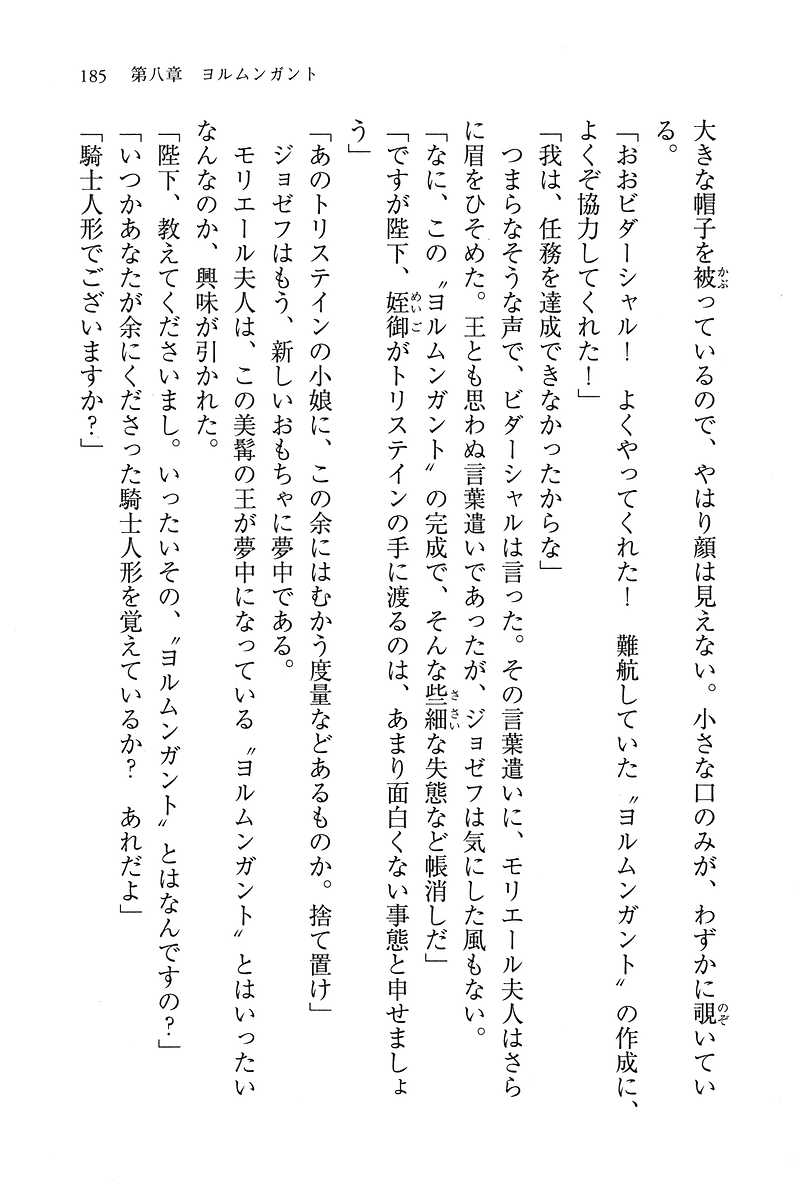 185　第八章　ヨルムンガント
大きな帽子を被っているので、やはり顔は見えない。小さな口のみが、わずかに覗いてい
る。
「おおビダーシャル！　よくやってくれた！　難航していた〝ヨルムンガント〟の作成に、
よくぞ協力してくれた！」
「我は、任務を達成できなかったからな」
　つまらなそうな声で、ビダーシャルは言った。その言葉遣いに、モリエール夫人はさら
に眉をひそめた。王とも思わぬ言葉遣いであったが、ジョゼフは気にした風もない。
「なに、この〝ヨルムンガント〟の完成で、そんな些細な失態など帳消しだ」
「ですが陛下、姪御がトリステインの手に渡るのは、あまり面白くない事態と申せましょ
う」
「あのトリステインの小娘に、この余にはむかう度量などあるものか。捨て置け」
　ジョゼフはもう、新しいおもちゃに夢中である。
　モリエール夫人は、この美髯の王が夢中になっている〝ヨルムンガント〟とはいったい
なんなのか、興味が引かれた。
「陛下、教えてくださいまし。いったいその、〝ヨルムンガント〟とはなんですの？」
「いつかあなたが余にくださった騎士人形を覚えているか？　あれだよ」
「騎士人形でございますか？」